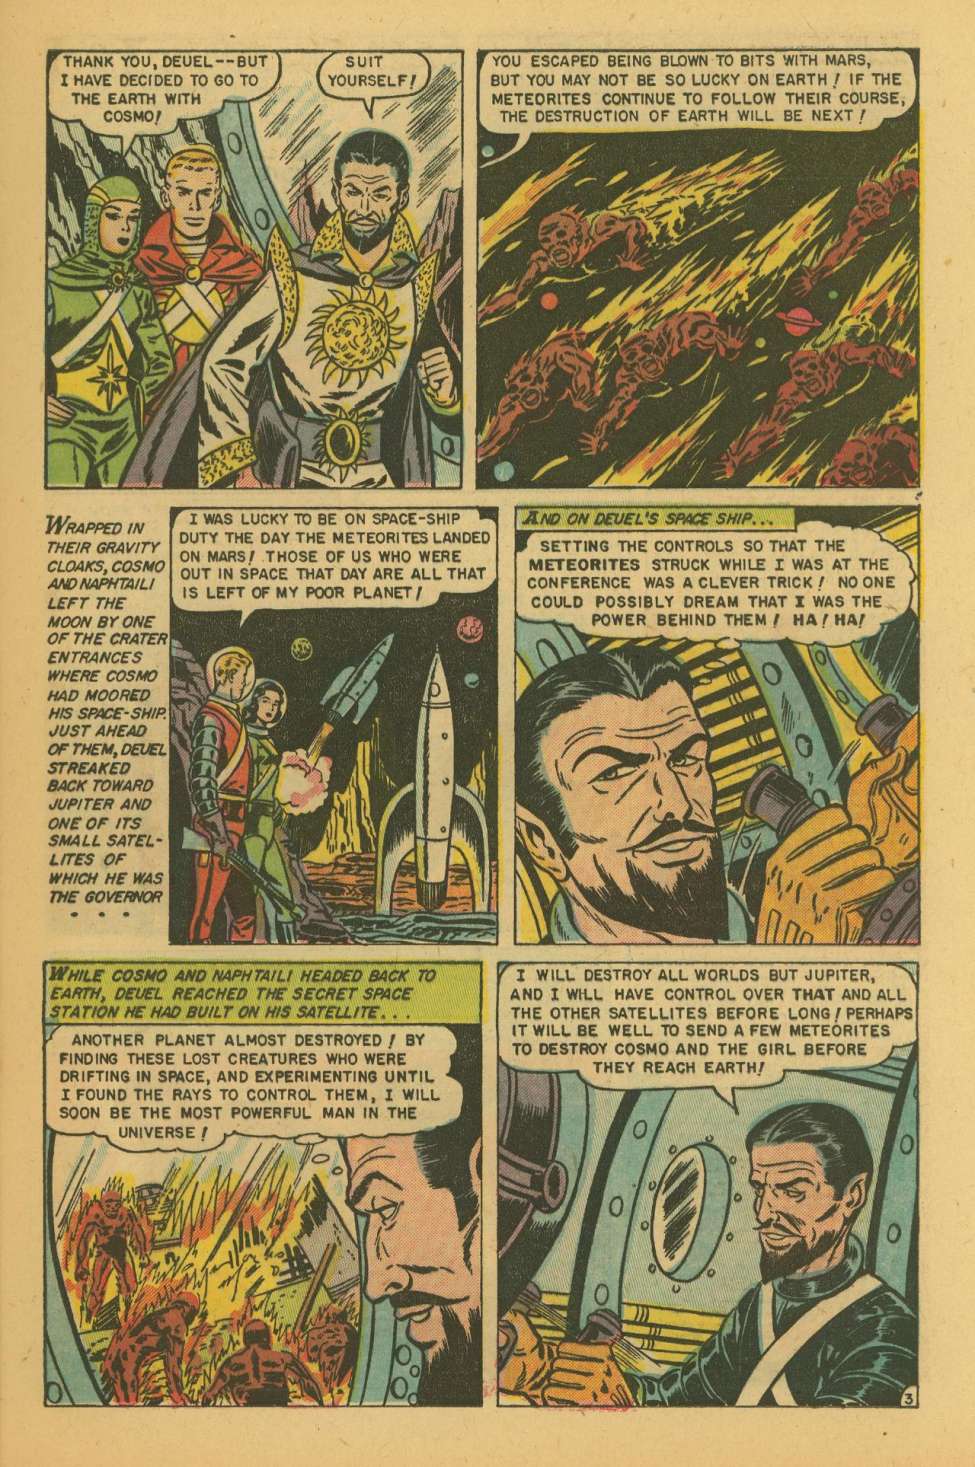 THANK YOU, DEUEL--BUT
I HAVE DECIDED TO GO TO
THE EARTH WITH
COSMO!
SUIT
YOURSELF!
YOU ESCAPED BEING BLOWN TO BITS WITH MARS,
BUT YOU MAY NOT BE SO LUCKY ON EARTH! IF THE
METEORITES CONTINUE TO FOLLOW THEIR COURSE,
THE DESTRUCTION OF EARTH WILL BE NEXT!
WRAPPED IN
THEIR GRAVITY
CLOAKS, COSMO
AND NAPHTAILI
LEFT THE
MOON BY ONE
OF THE CRATER
ENTRANCES
WHERE COSMO
HAD MOORED
HIS SPACE-SHIP.
JUST AHEAD
OF THEM, DEUEL
STREAKED
BACK TOWARD
JUPITER AND
ONE OF ITS
SMALL SATEL-
LITES OF
WHICH HE WAS
THE GOVERNOR
...
I WAS LUCKY TO BE ON SPACE-SHIP
DUTY THE DAY THE METEORITES LANDED
ON MARS! THOSE OF US WHO WERE
OUT IN SPACE THAT DAY ARE ALL THAT
IS LEFT OF MY POOR PLANET!
AND ON DEUEL'S SPACE SHIP...
SETTING THE CONTROLS SO THAT THE
METEORITES STRUCK WHILE I WAS AT THE
CONFERENCE WAS A CLEVER TRICK! NO ONE
COULD POSSIBLY DREAM THAT I WAS THE
POWER BEHIND THEM! HA! HA!
WHILE COSMO AND NAPHTAILI HEADED BACK TO
EARTH, DEUEL REACHED THE SECRET SPACE
STATION HE HAD BUILT ON HIS SATELLITE...
ANOTHER PLANET ALMOST DESTROYED! BY
FINDING THESE LOST CREATURES WHO WERE
DRIFTING IN SPACE, AND EXPERIMENTING UNTIL
I FOUND THE RAYS TO CONTROL THEM, I WILL
SOON BE THE MOST POWERFUL MAN IN THE
UNIVERSE!
I WILL DESTROY ALL WORLDS BUT JUPITER,
AND I WILL HAVE CONTROL OVER THAT AND ALL
THE OTHER SATELLITES BEFORE LONG! PERHAPS
IT WILL BE WELL TO SEND A FEW METEORITES
TO DESTROY COSMO AND THE GIRL BEFORE
THEY REACH EARTH!
3